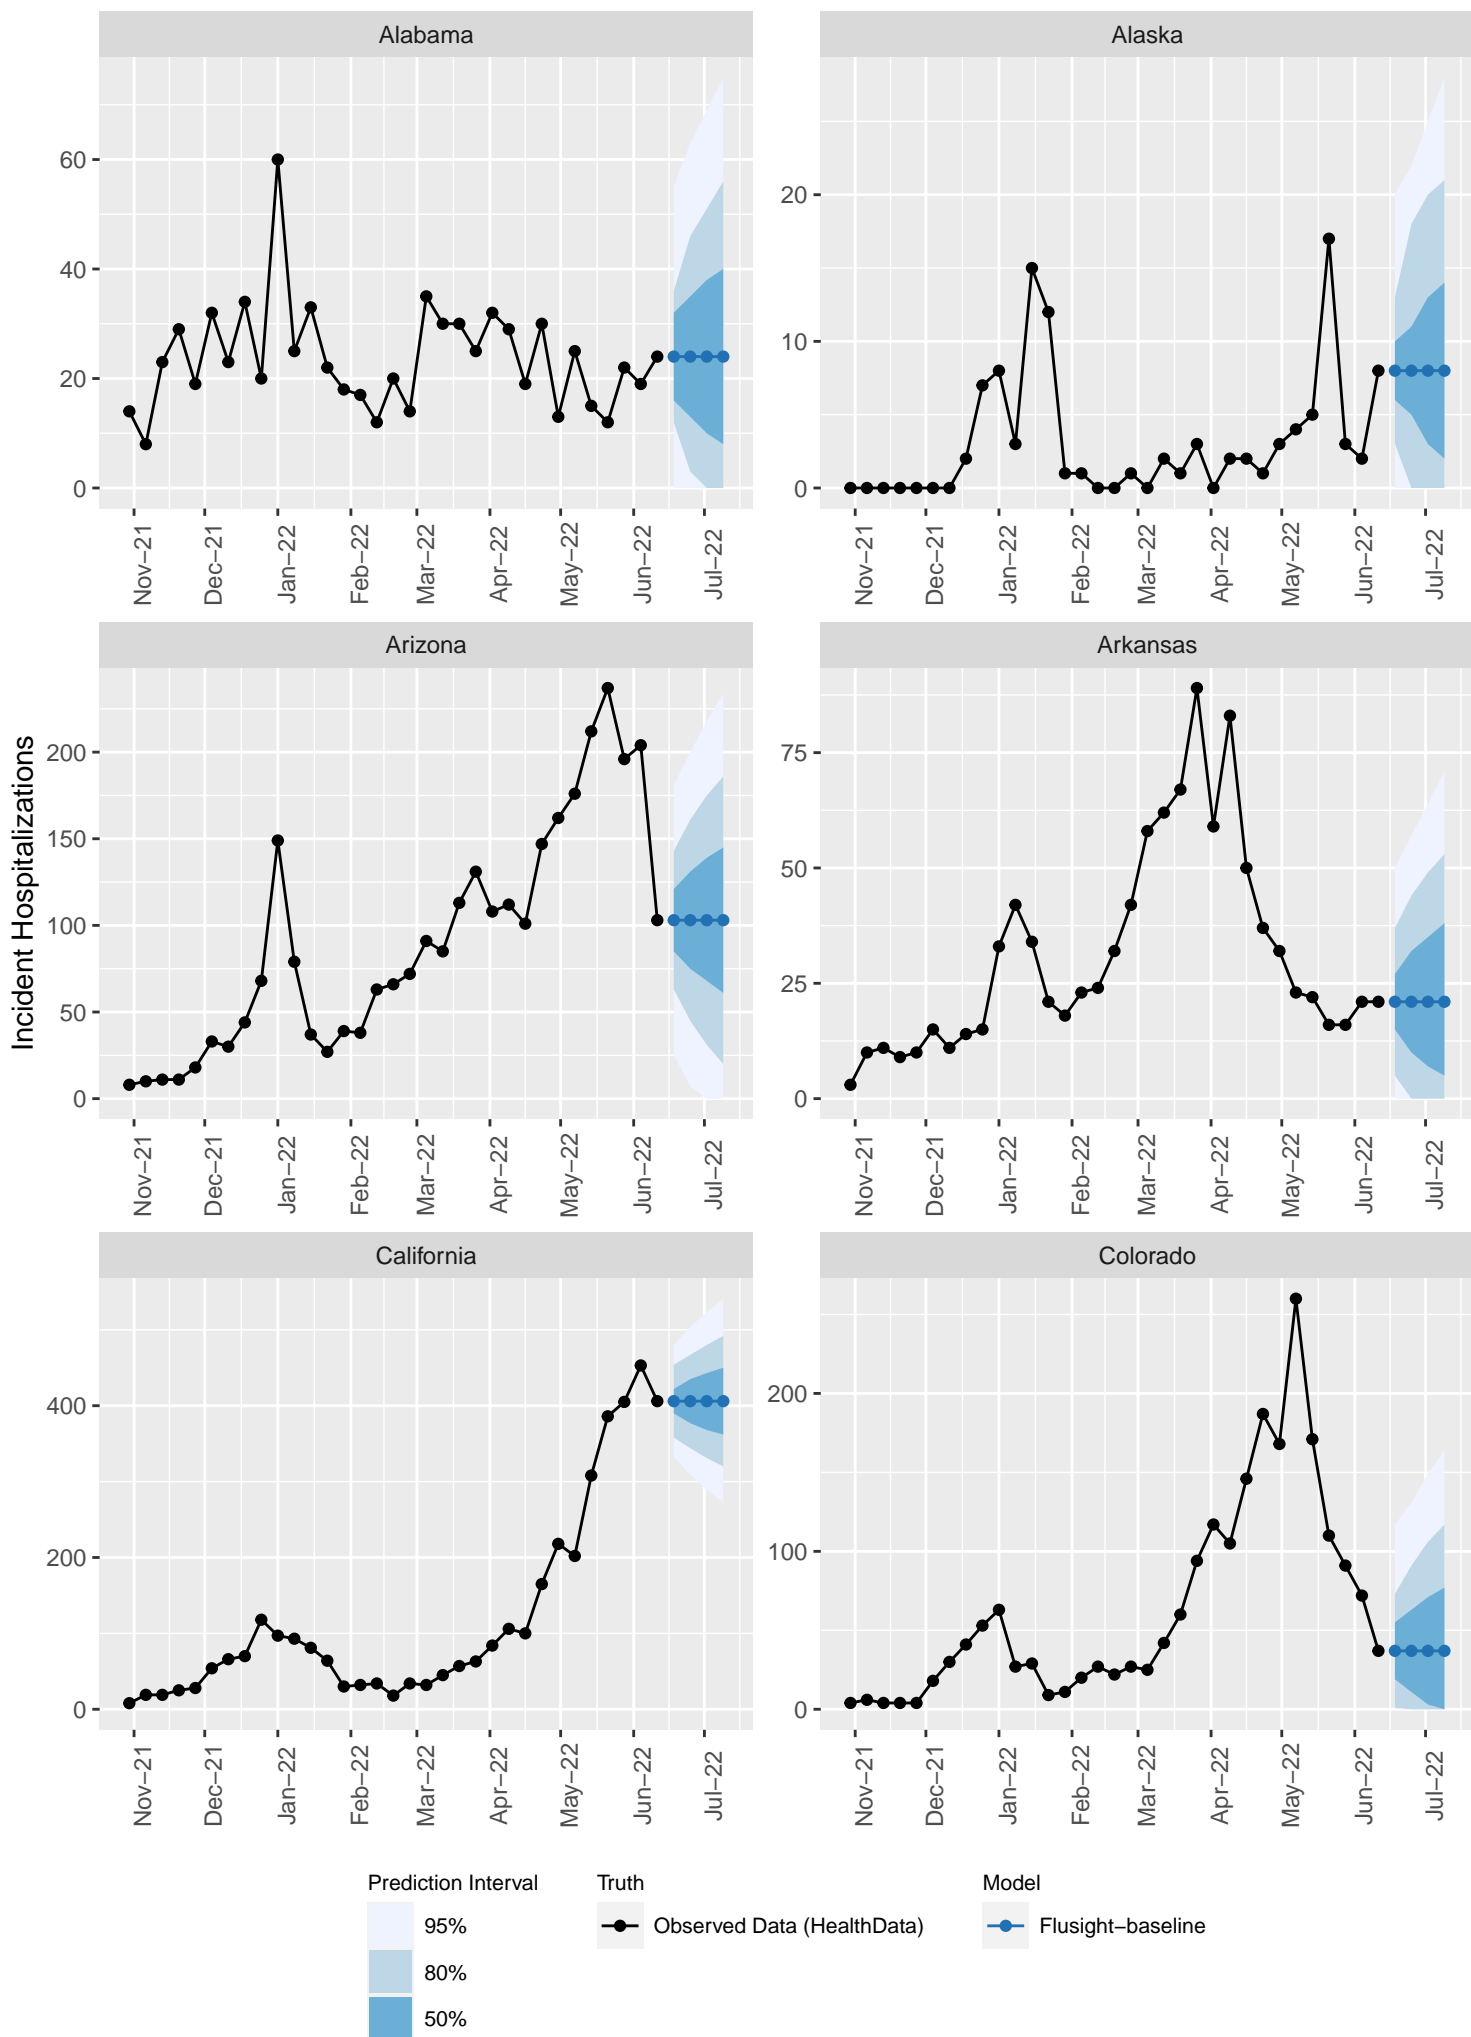 Alabama
Alaska
60
40
20
0
20
10
0
Nov−21
Dec−21
Jan−22
Feb−22
Mar−22
Apr−22
May−22
Jun−22
Jul−22
Nov−21
Dec−21
Jan−22
Feb−22
Mar−22
Apr−22
May−22
Jun−22
Jul−22
Incident Hospitalizations
Arizona
Arkansas
200
150
100
50
0
75
50
25
0
Nov−21
Dec−21
Jan−22
Feb−22
Mar−22
Apr−22
May−22
Jun−22
Jul−22
Nov−21
Dec−21
Jan−22
Feb−22
Mar−22
Apr−22
May−22
Jun−22
Jul−22
California
Colorado
400
200
0
200
100
0
Nov−21
Dec−21
Jan−22
Feb−22
Mar−22
Apr−22
May−22
Jun−22
Jul−22
Nov−21
Dec−21
Jan−22
Feb−22
Mar−22
Apr−22
May−22
Jun−22
Jul−22
Prediction Interval
95%
80%
50%
Truth
Observed Data (HealthData)
Model
Flusight−baseline